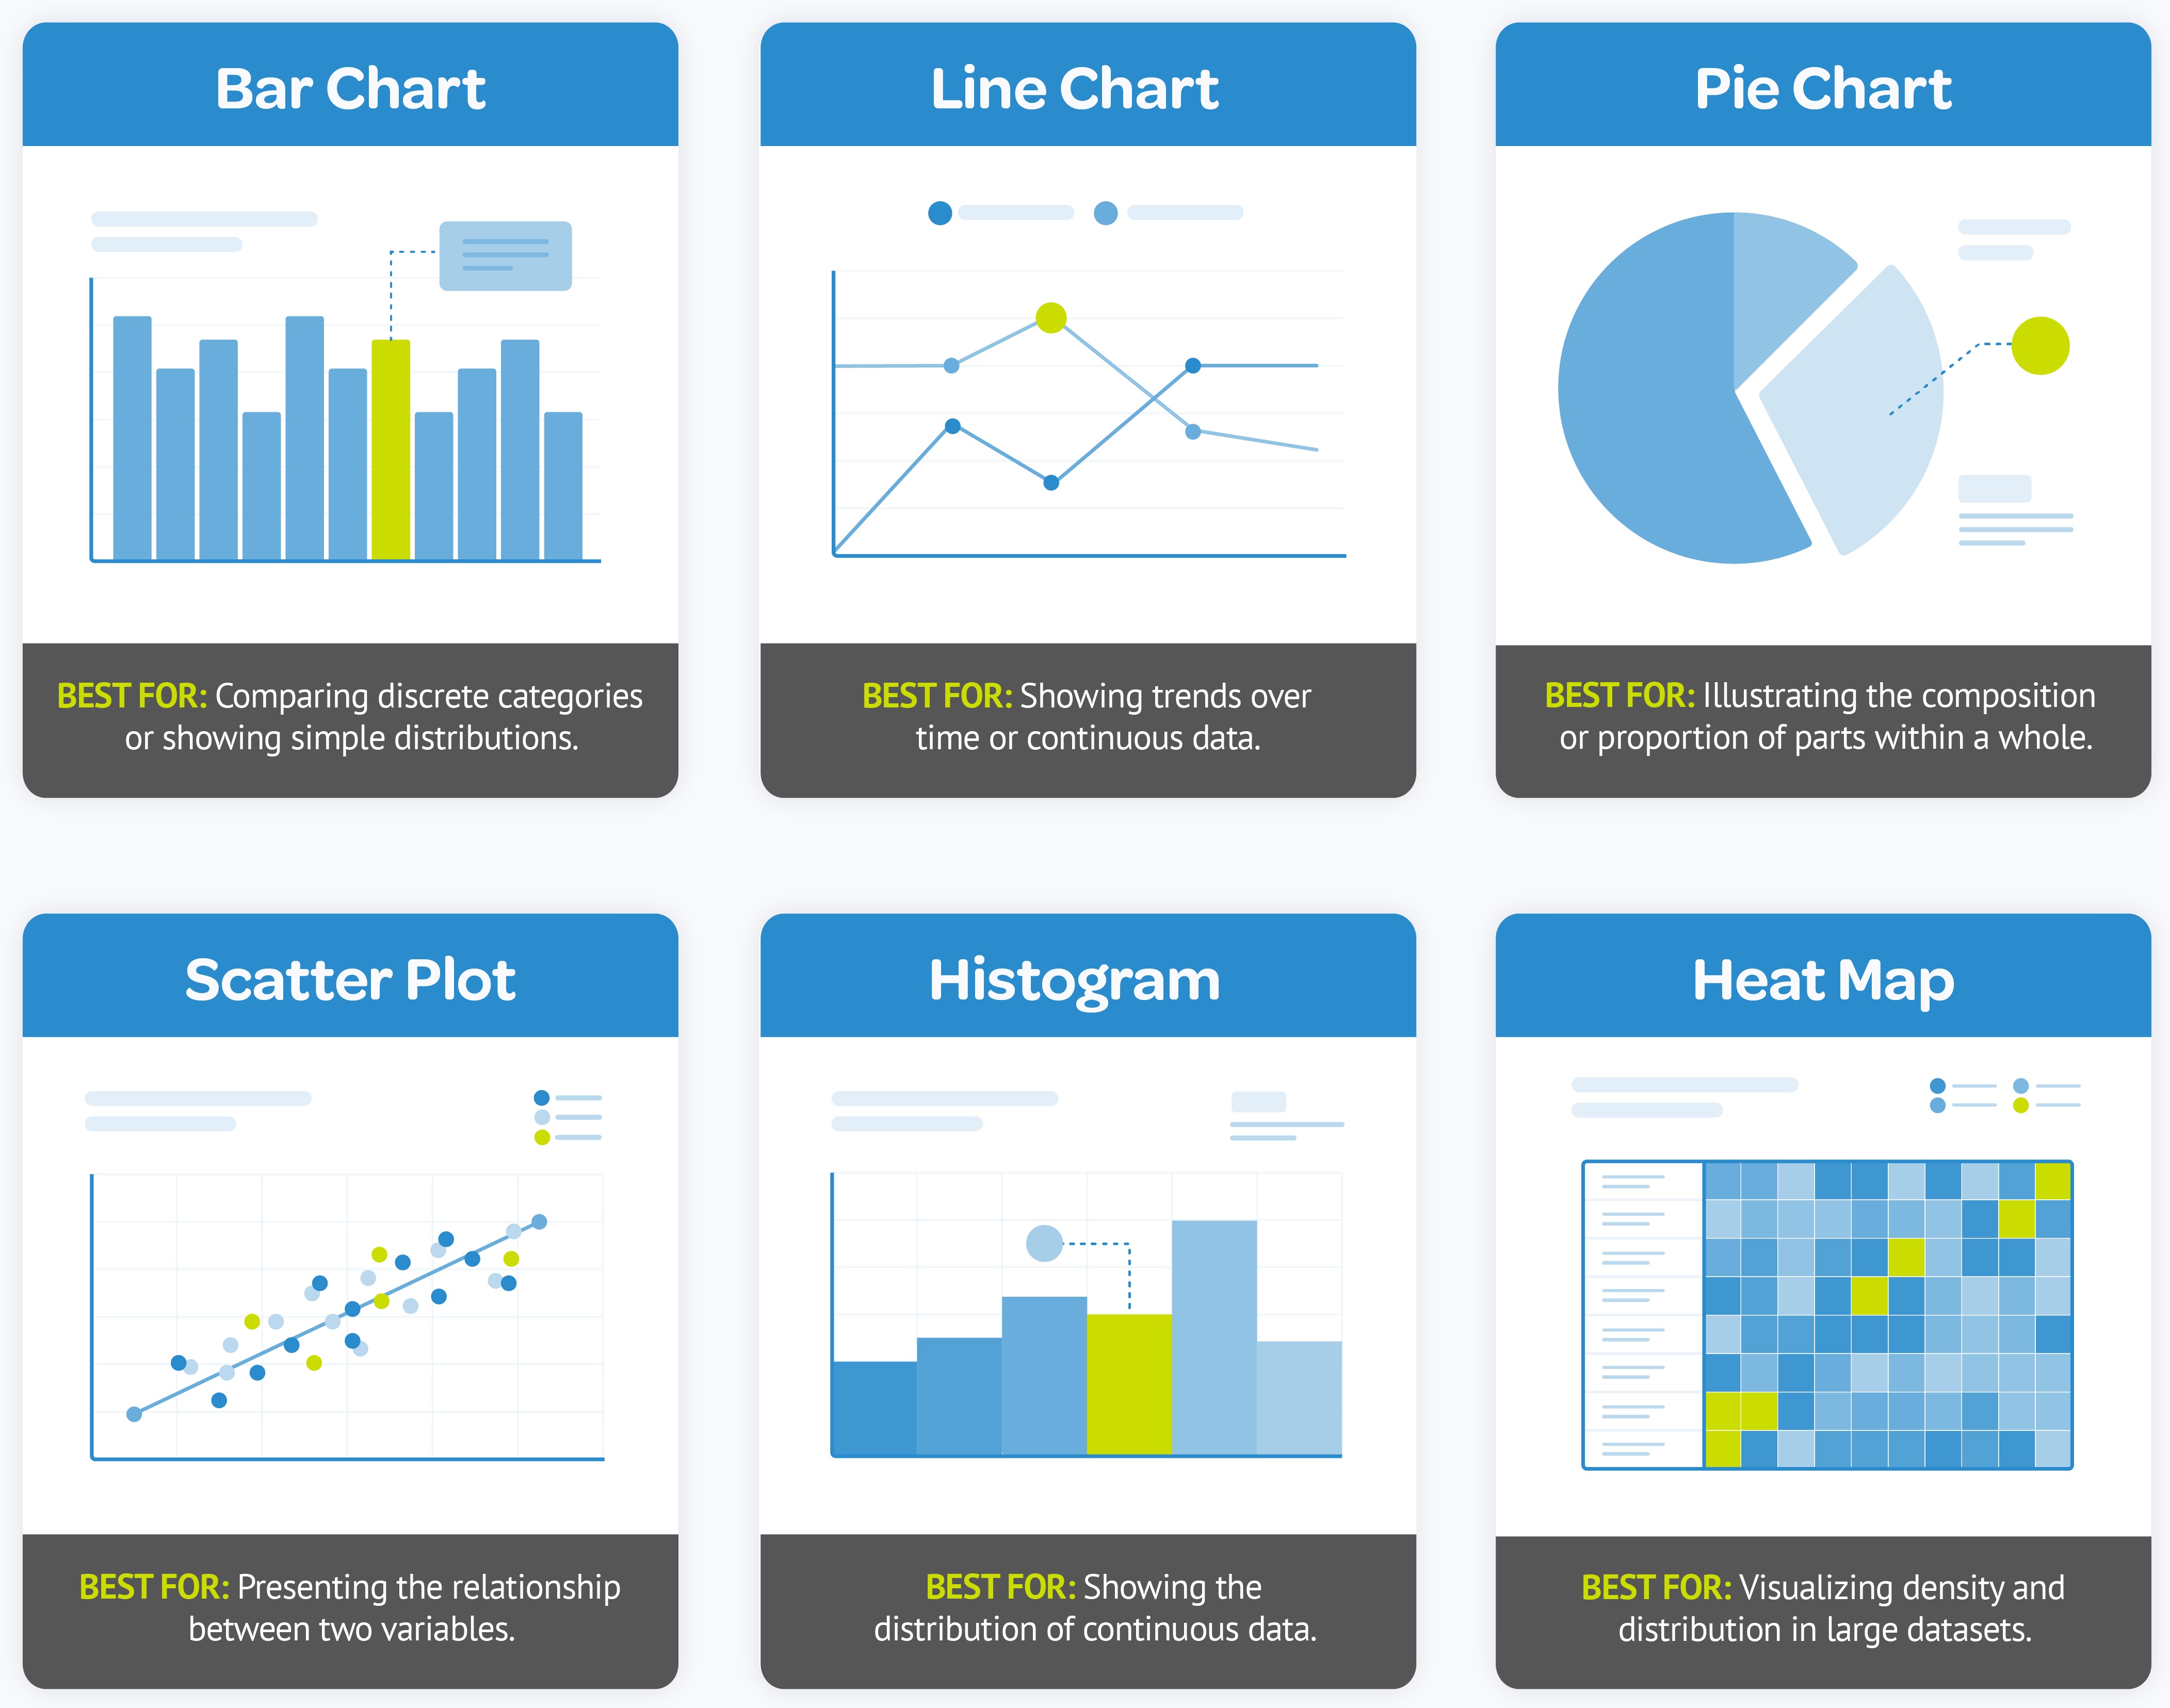 Bar Chart
BEST FOR: Comparing discrete categories
or showing simple distributions.
Line Chart
BEST FOR: Showing trends over
time or continuous data.
Pie Chart
BEST FOR: Illustrating the composition
or proportion of parts within a whole.
Scatter Plot
BEST FOR: Presenting the relationship
between two variables.
Histogram
BEST FOR: Showing the
distribution of continuous data.
Heat Map
BEST FOR: Visualizing density and
distribution in large datasets.